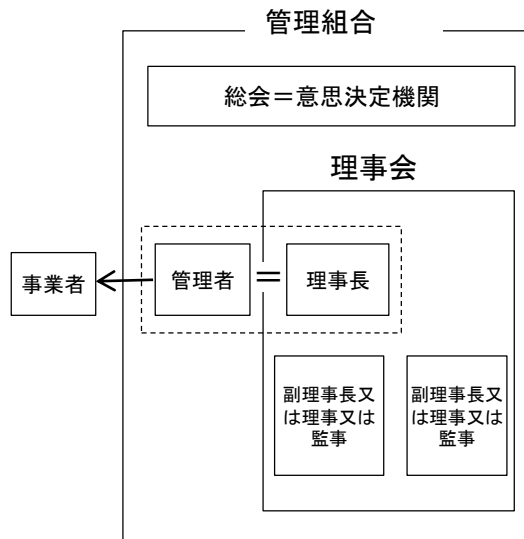 管理組合
総会＝意思決定機関
理事会
事業者
管理者
＝
理事長
副理事長又
は理事又は
監事
副理事長又
は理事又は
監事